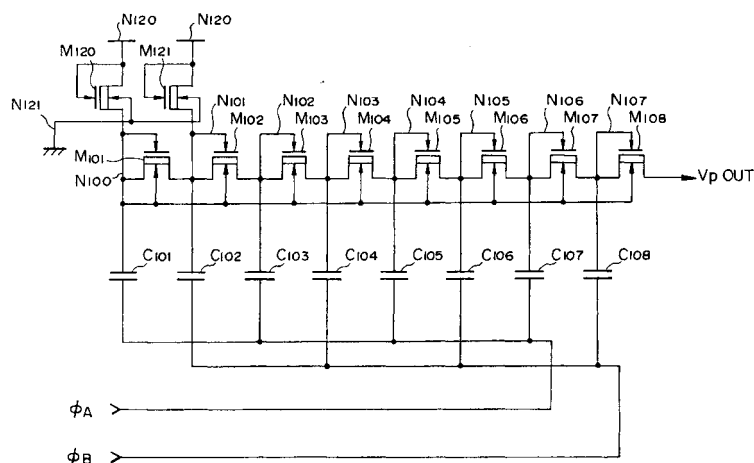 N120 N120
M120 M121
N121 N101 N102 N103 N104 N105 N106 N107
M102 M103 M104 M105 M106 M107 M108
M101
N100
Vp OUT
C101 C102 C103 C104 C105 C106 C107 C108
ΦA
ΦB